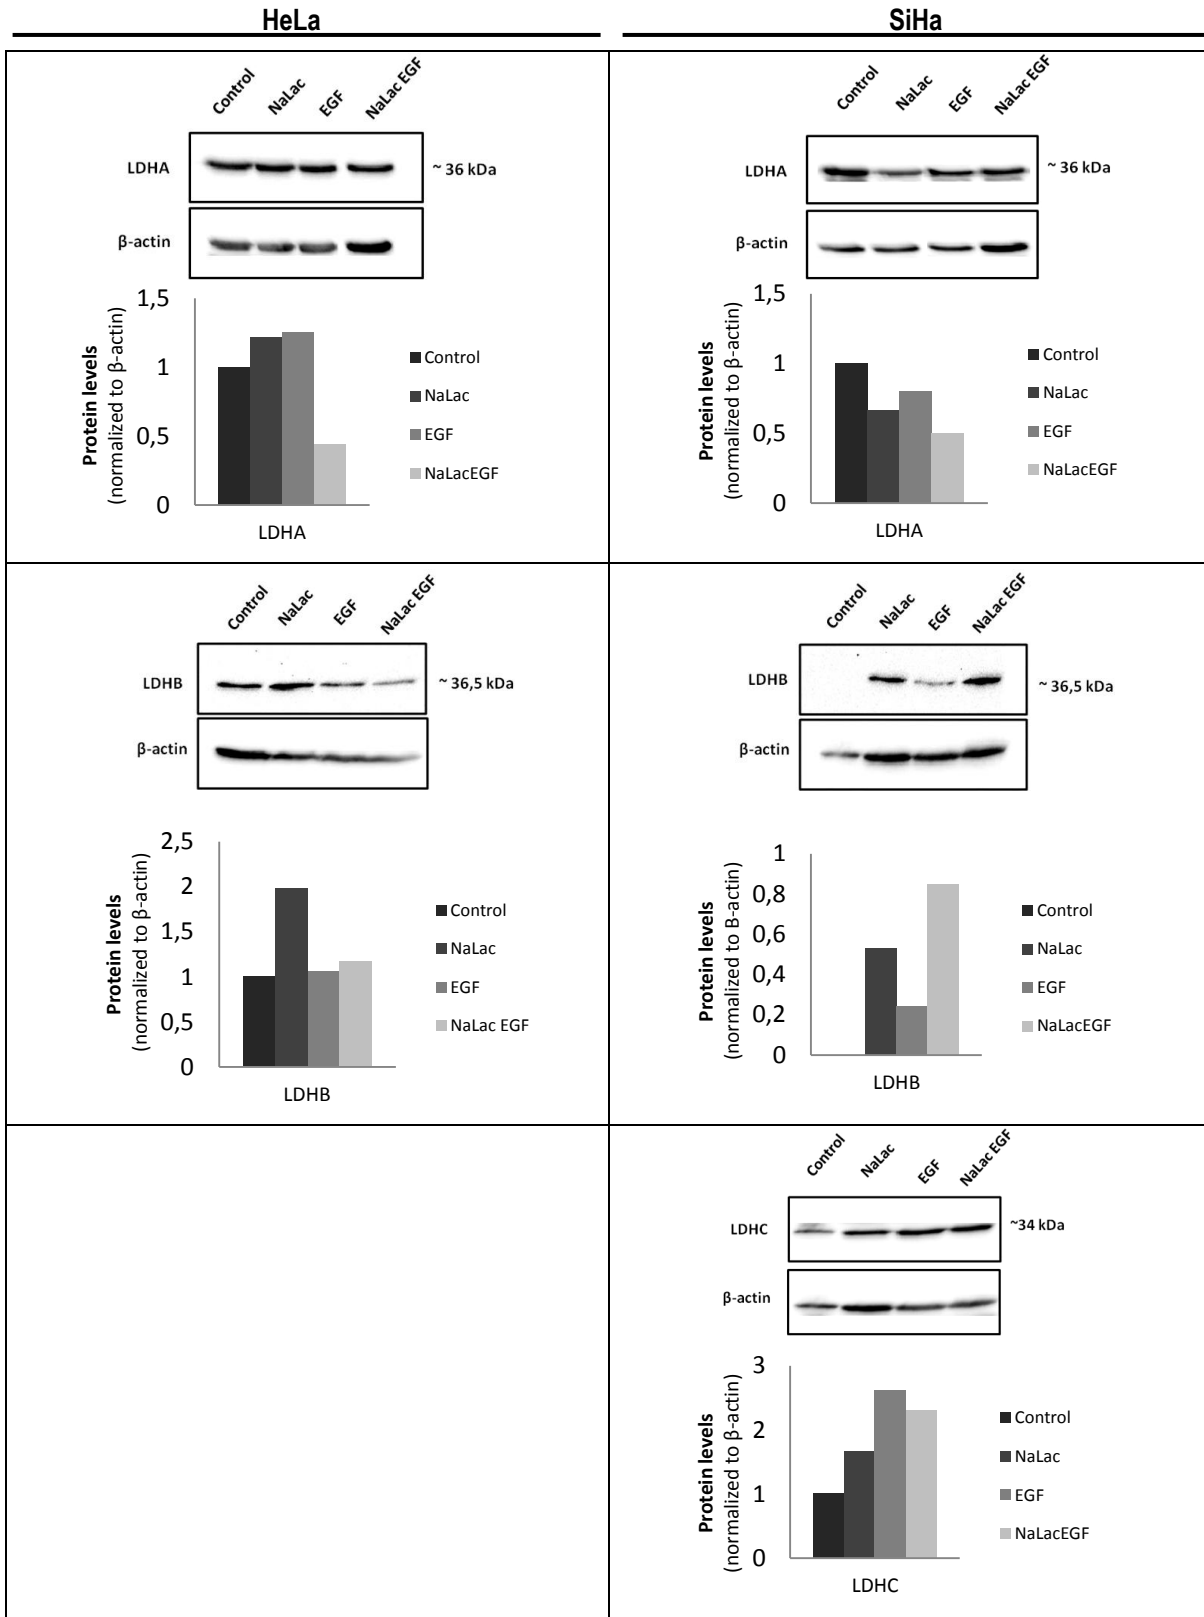 HeLa
SiHa
Control NaLac EGF NaLac EGF
LDHA
~ 36 kDa
β-actin
1,5
1
0,5
0
Protein levels
(normalized to β-actin)
Control
NaLac
EGF
NaLacEGF
LDHA
Control NaLac EGF NaLac EGF
LDHA
~ 36 kDa
β-actin
1,5
1
0,5
0
Protein levels
(normalized to β-actin)
Control
NaLac
EGF
NaLacEGF
LDHA
Control NaLac EGF NaLac EGF
LDHB
~ 36,5 kDa
β-actin
2,5
2
1,5
1
0,5
0
Protein levels
(normalized to β-actin)
Control
NaLac
EGF
NaLac EGF
LDHB
Control NaLac EGF NaLac EGF
LDHB
~ 36,5 kDa
β-actin
1
0,8
0,6
0,4
0,2
0
Protein levels
(normalized to B-actin)
Control
NaLac
EGF
NaLacEGF
LDHB
Control NaLac EGF NaLac EGF
LDHC
~34 kDa
β-actin
3
2
1
0
Protein levels
(normalized to β-actin)
Control
NaLac
EGF
NaLacEGF
LDHC